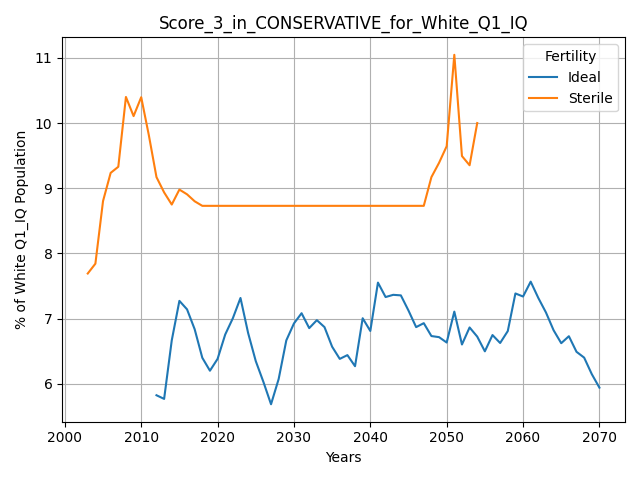 Score_3_in_CONSERVATIVE_for_White_Q1_IQ
Fertility
Ideal
Sterile
% of White Q1_IQ Population
11
10
9
8
7
6
2000 2010 2020 2030 2040 2050 2060 2070
Years